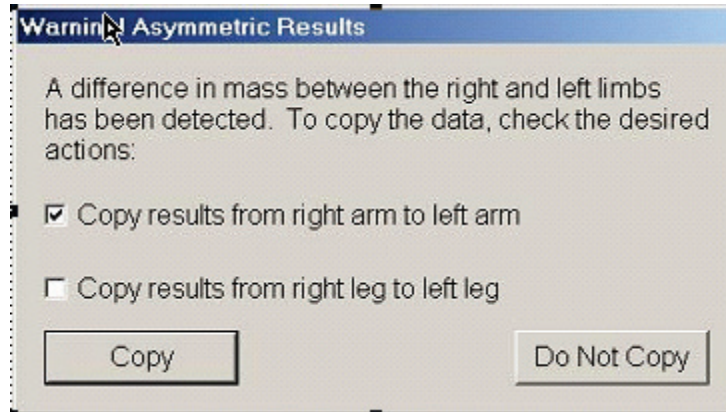 Warning! Asymmetric Results
A difference in mass between the right and left limbs
has been detected. To copy the data, check the desired
actions:
Copy results from right arm to left arm
Copy results from right leg to left leg
Copy
Do Not Copy